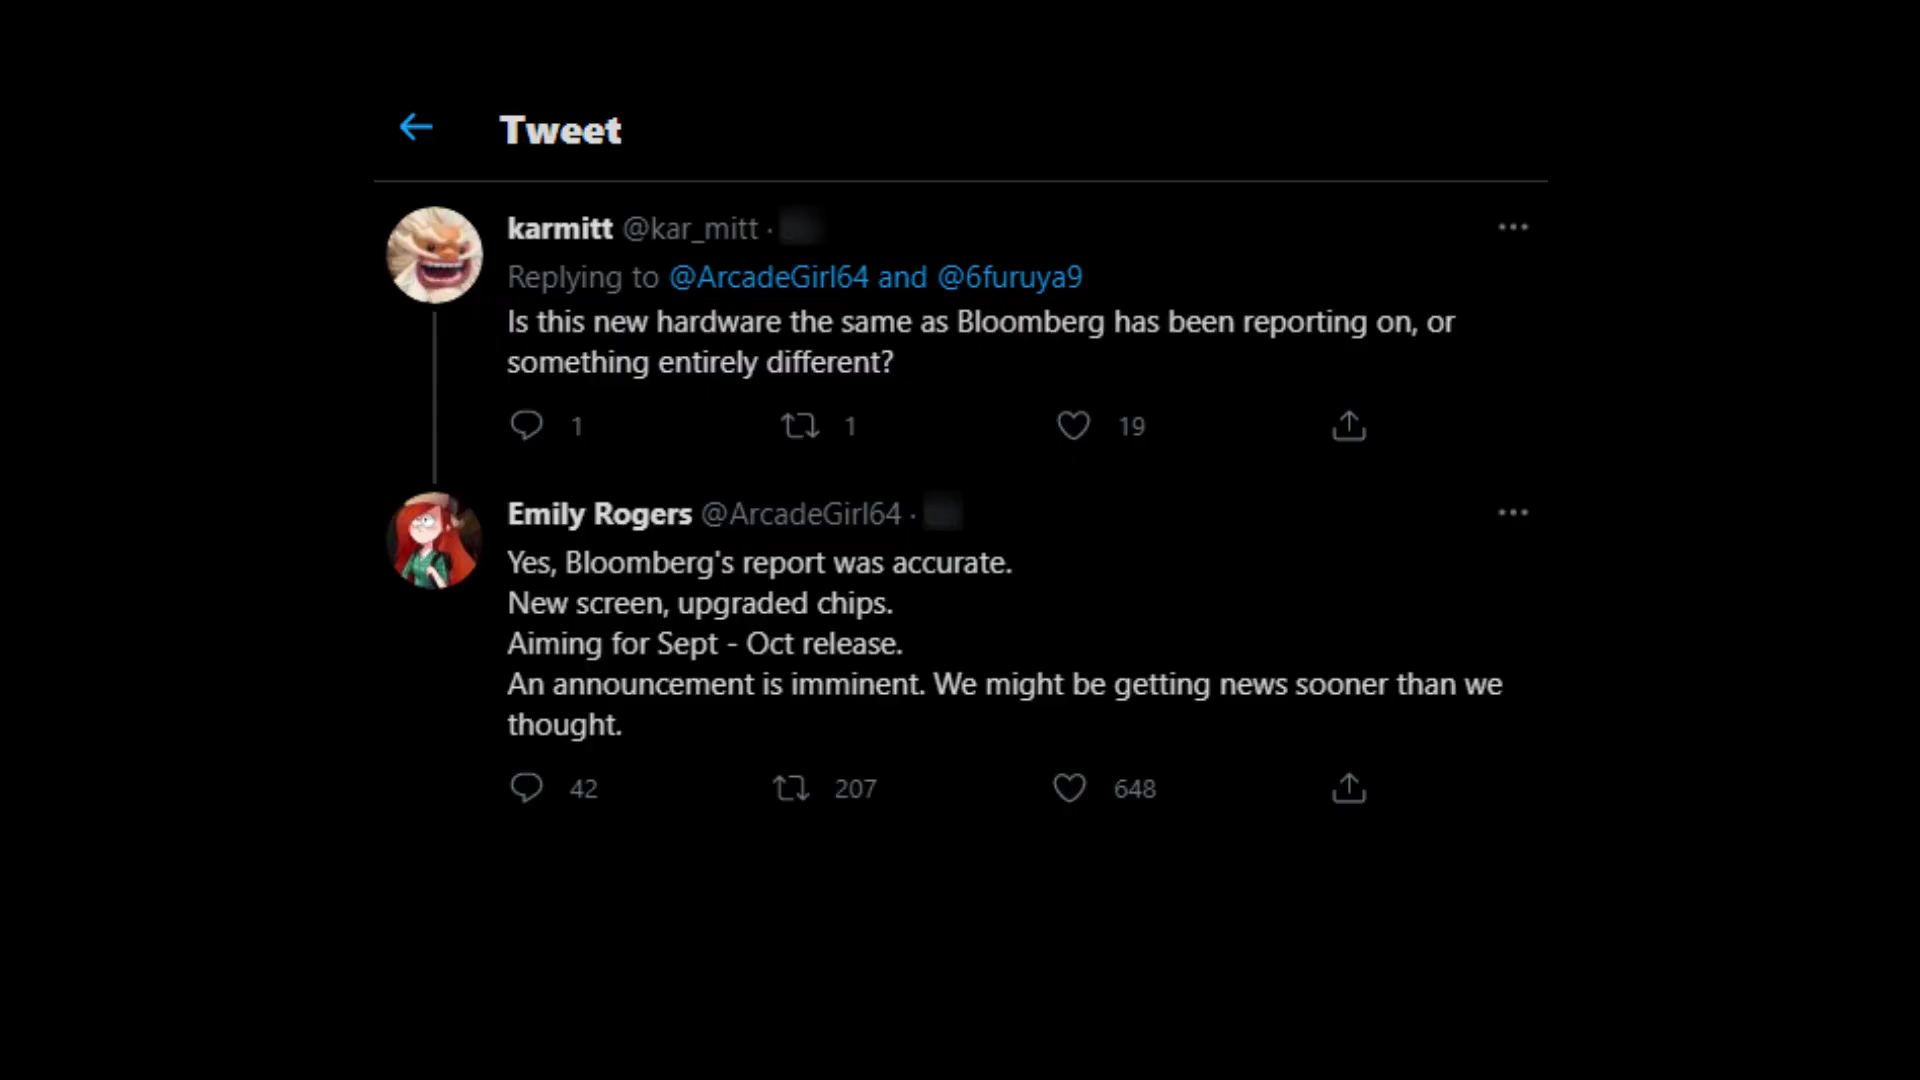 Tweet
karmitt @kar_mitt ·
Replying to @ArcadeGirl64 and @6furuya9
Is this new hardware the same as Bloomberg has been reporting on, or
something entirely different?
1 1 19
Emily Rogers @ArcadeGirl64 ·
Yes, Bloomberg's report was accurate.
New screen, upgraded chips.
Aiming for Sept - Oct release.
An announcement is imminent. We might be getting news sooner than we
thought.
42 207 648